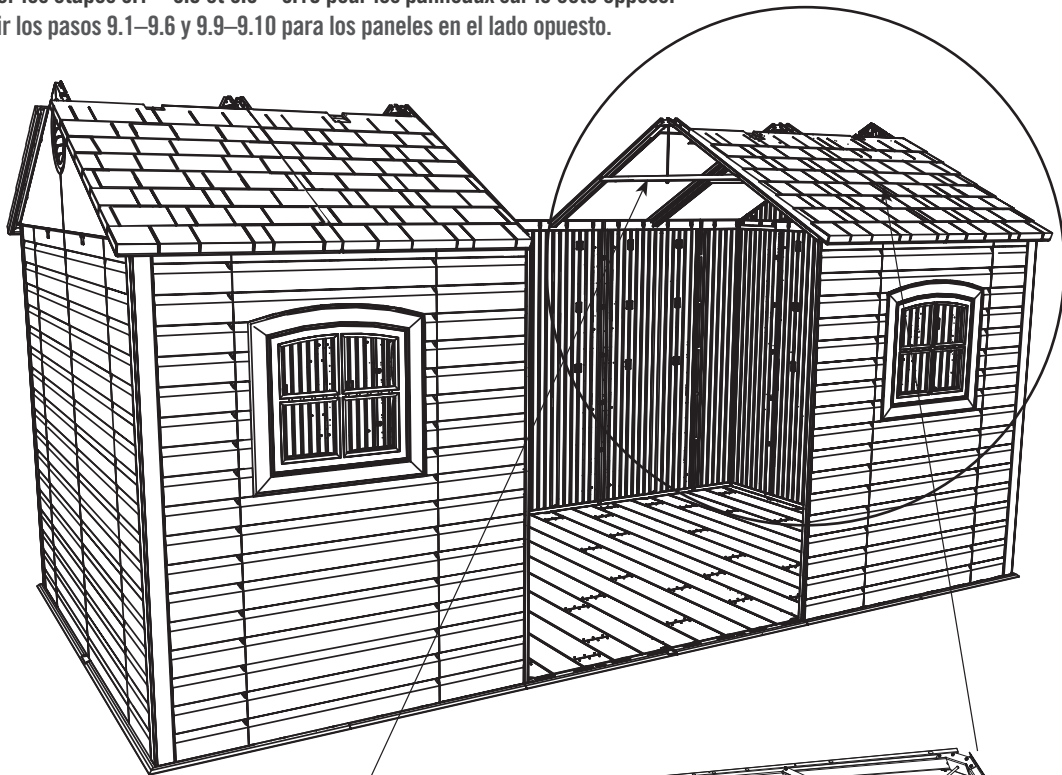 les étapes 9.1 – 9.6 et 9.9 – 9.10 pour les panneaux sur le côté opposé.
los pasos 9.1–9.6 y 9.9–9.10 para los paneles en el lado opuesto.